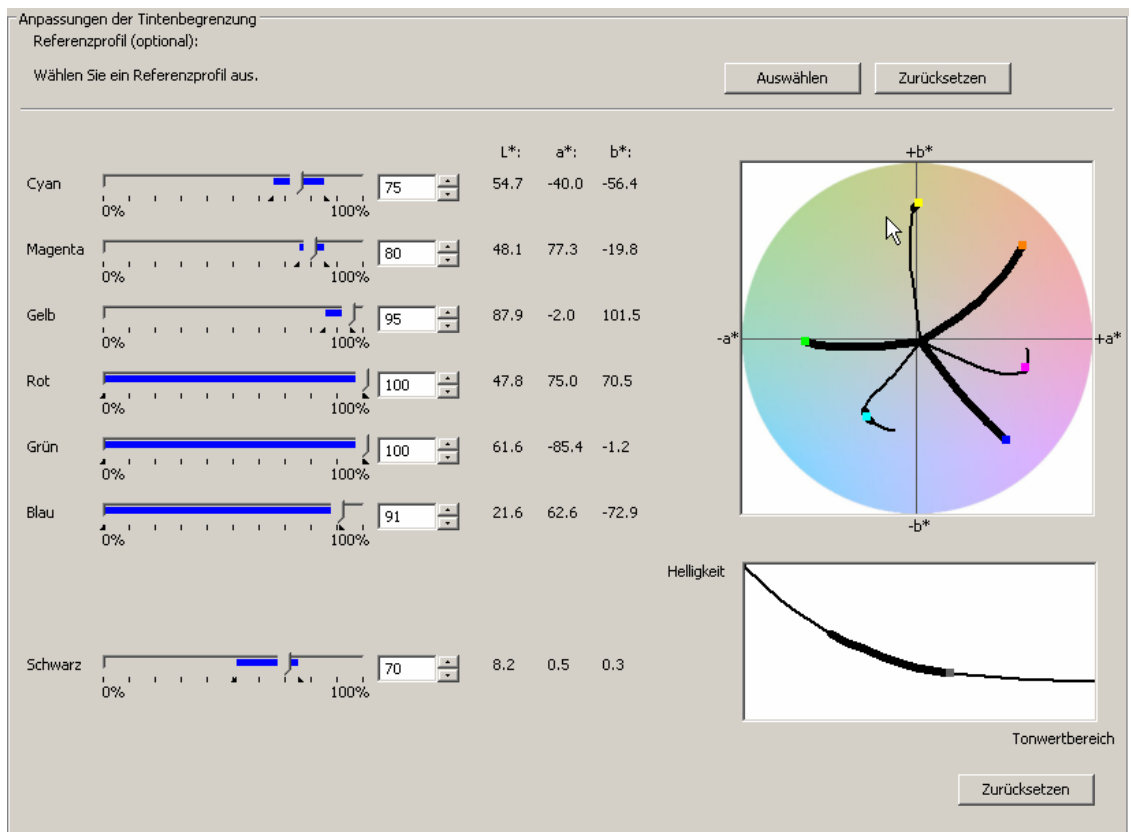 Anpassungen der Tintenbegrenzung
Referenzprofil (optional):
Wählen Sie ein Referenzprofil aus.
Auswählen Zurücksetzen
L*: a*: b*:
Cyan 75 54.7 -40.0 -56.4
0% 100%
Magenta 80 48.1 77.3 -19.8
0% 100%
Gelb 95 87.9 -2.0 101.5
0% 100%
Rot 100 47.8 75.0 70.5
0% 100%
Grün 100 61.6 -85.4 -1.2
0% 100%
Blau 91 21.6 62.6 -72.9
0% 100%
Schwarz 70 8.2 0.5 0.3
0% 100%
+b*
-a* +a*
-b*
Helligkeit
Tonwertbereich
Zurücksetzen